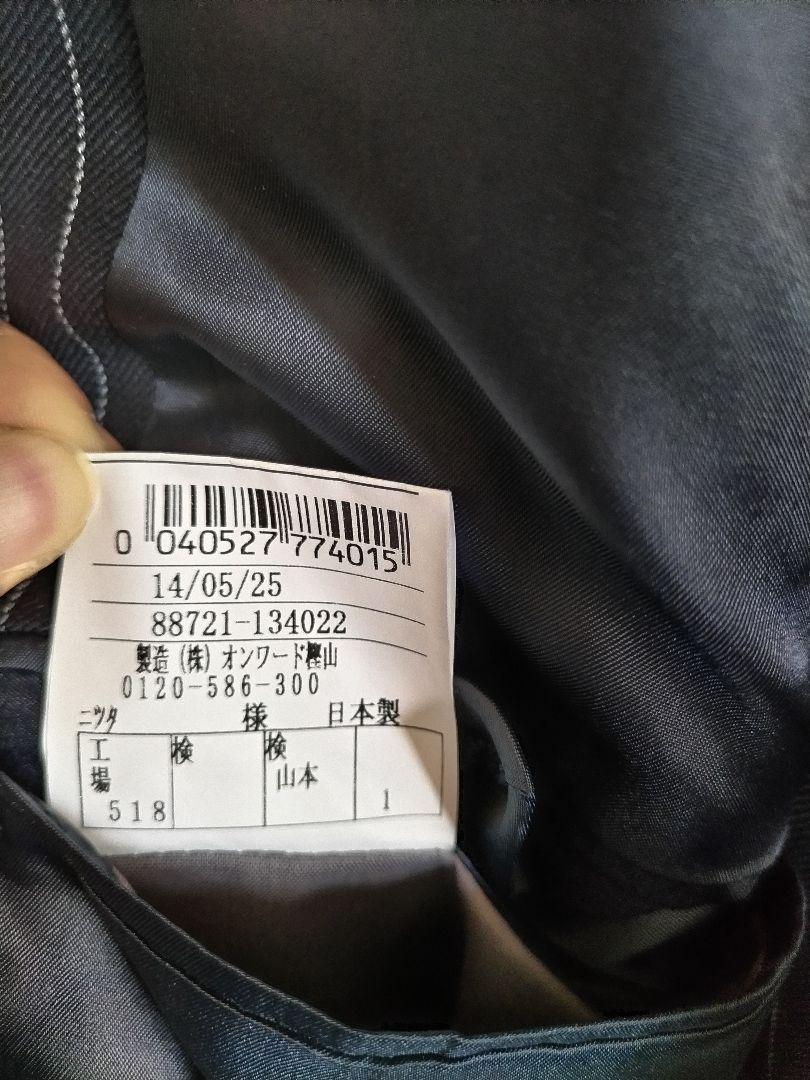 0 040527 774015
14/05/25
88721-134022
製造 (株) オンワード樫山
0120-586-300
ニツタ 様 日本製
工場 検 検
山本
518 1